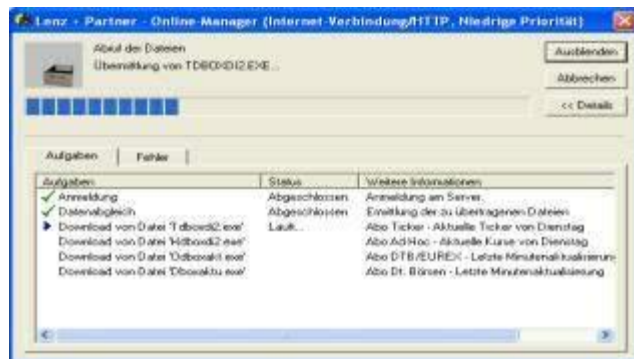 Lenz + Partner - Online-Manager (Internet-Verbindung/HTTP, Niedrige Priorität)
Abruf der Dateien
Übermittlung von TDBOXDI2.EXE...
Ausblenden
Abbrechen
<< Details
Aufgaben Fehler
Aufgaben Status Weitere Informationen
Anmeldung Abgeschlossen Anmeldung am Server.
Datenabgleich Abgeschlossen Ermittlung der zu übertragenen Dateien
Download von Datei 'Tdboxdi2.exe' Läuft... Abo Ticker - Aktuelle Ticker von Dienstag
Download von Datei 'Hdboxdi2.exe' Abo Ad Hoc - Aktuelle Kurse von Dienstag
Download von Datei 'Odboxakt.exe' Abo DTB/EUREX - Letzte Minutenaktualisierung
Download von Datei 'Dboxaktu.exe' Abo Dt. Börsen - Letzte Minutenaktualisierung